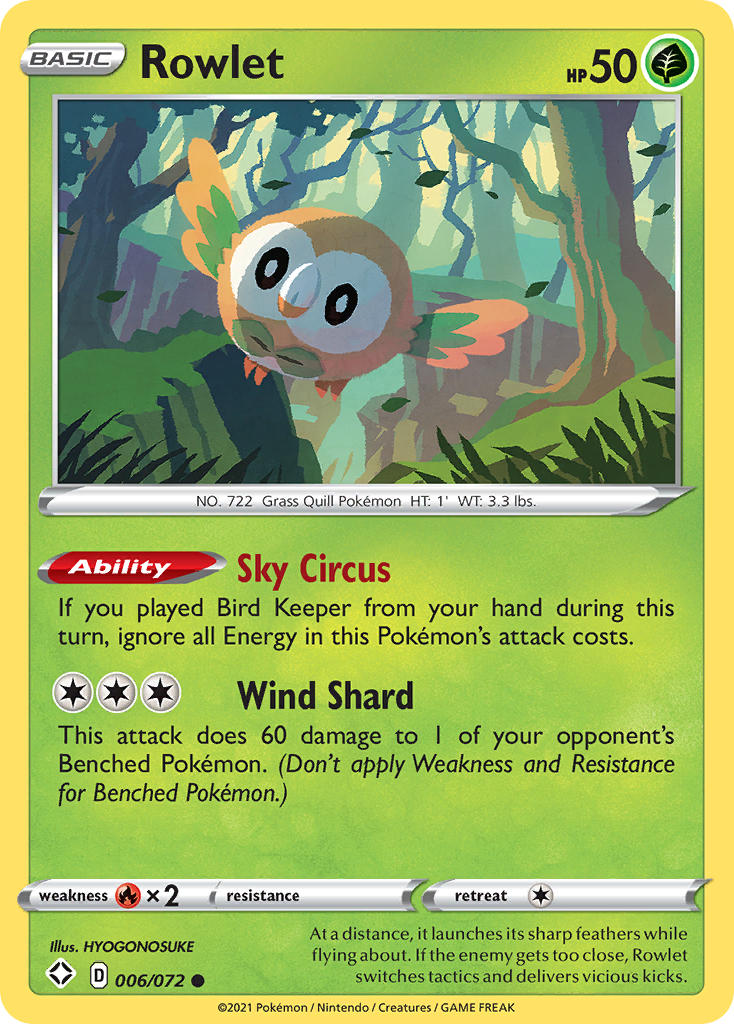 BASIC Rowlet HP50
NO. 722 Grass Quill Pokémon HT: 1' WT: 3.3 lbs.
Ability Sky Circus
If you played Bird Keeper from your hand during this
turn, ignore all Energy in this Pokémon's attack costs.
Wind Shard
This attack does 60 damage to 1 of your opponent's
Benched Pokémon. (Don't apply Weakness and Resistance
for Benched Pokémon.)
weakness ×2 resistance retreat
Illus. HYOGONOSUKE
D 006/072
At a distance, it launches its sharp feathers while
flying about. If the enemy gets too close, Rowlet
switches tactics and delivers vicious kicks.
©2021 Pokémon / Nintendo / Creatures / GAME FREAK